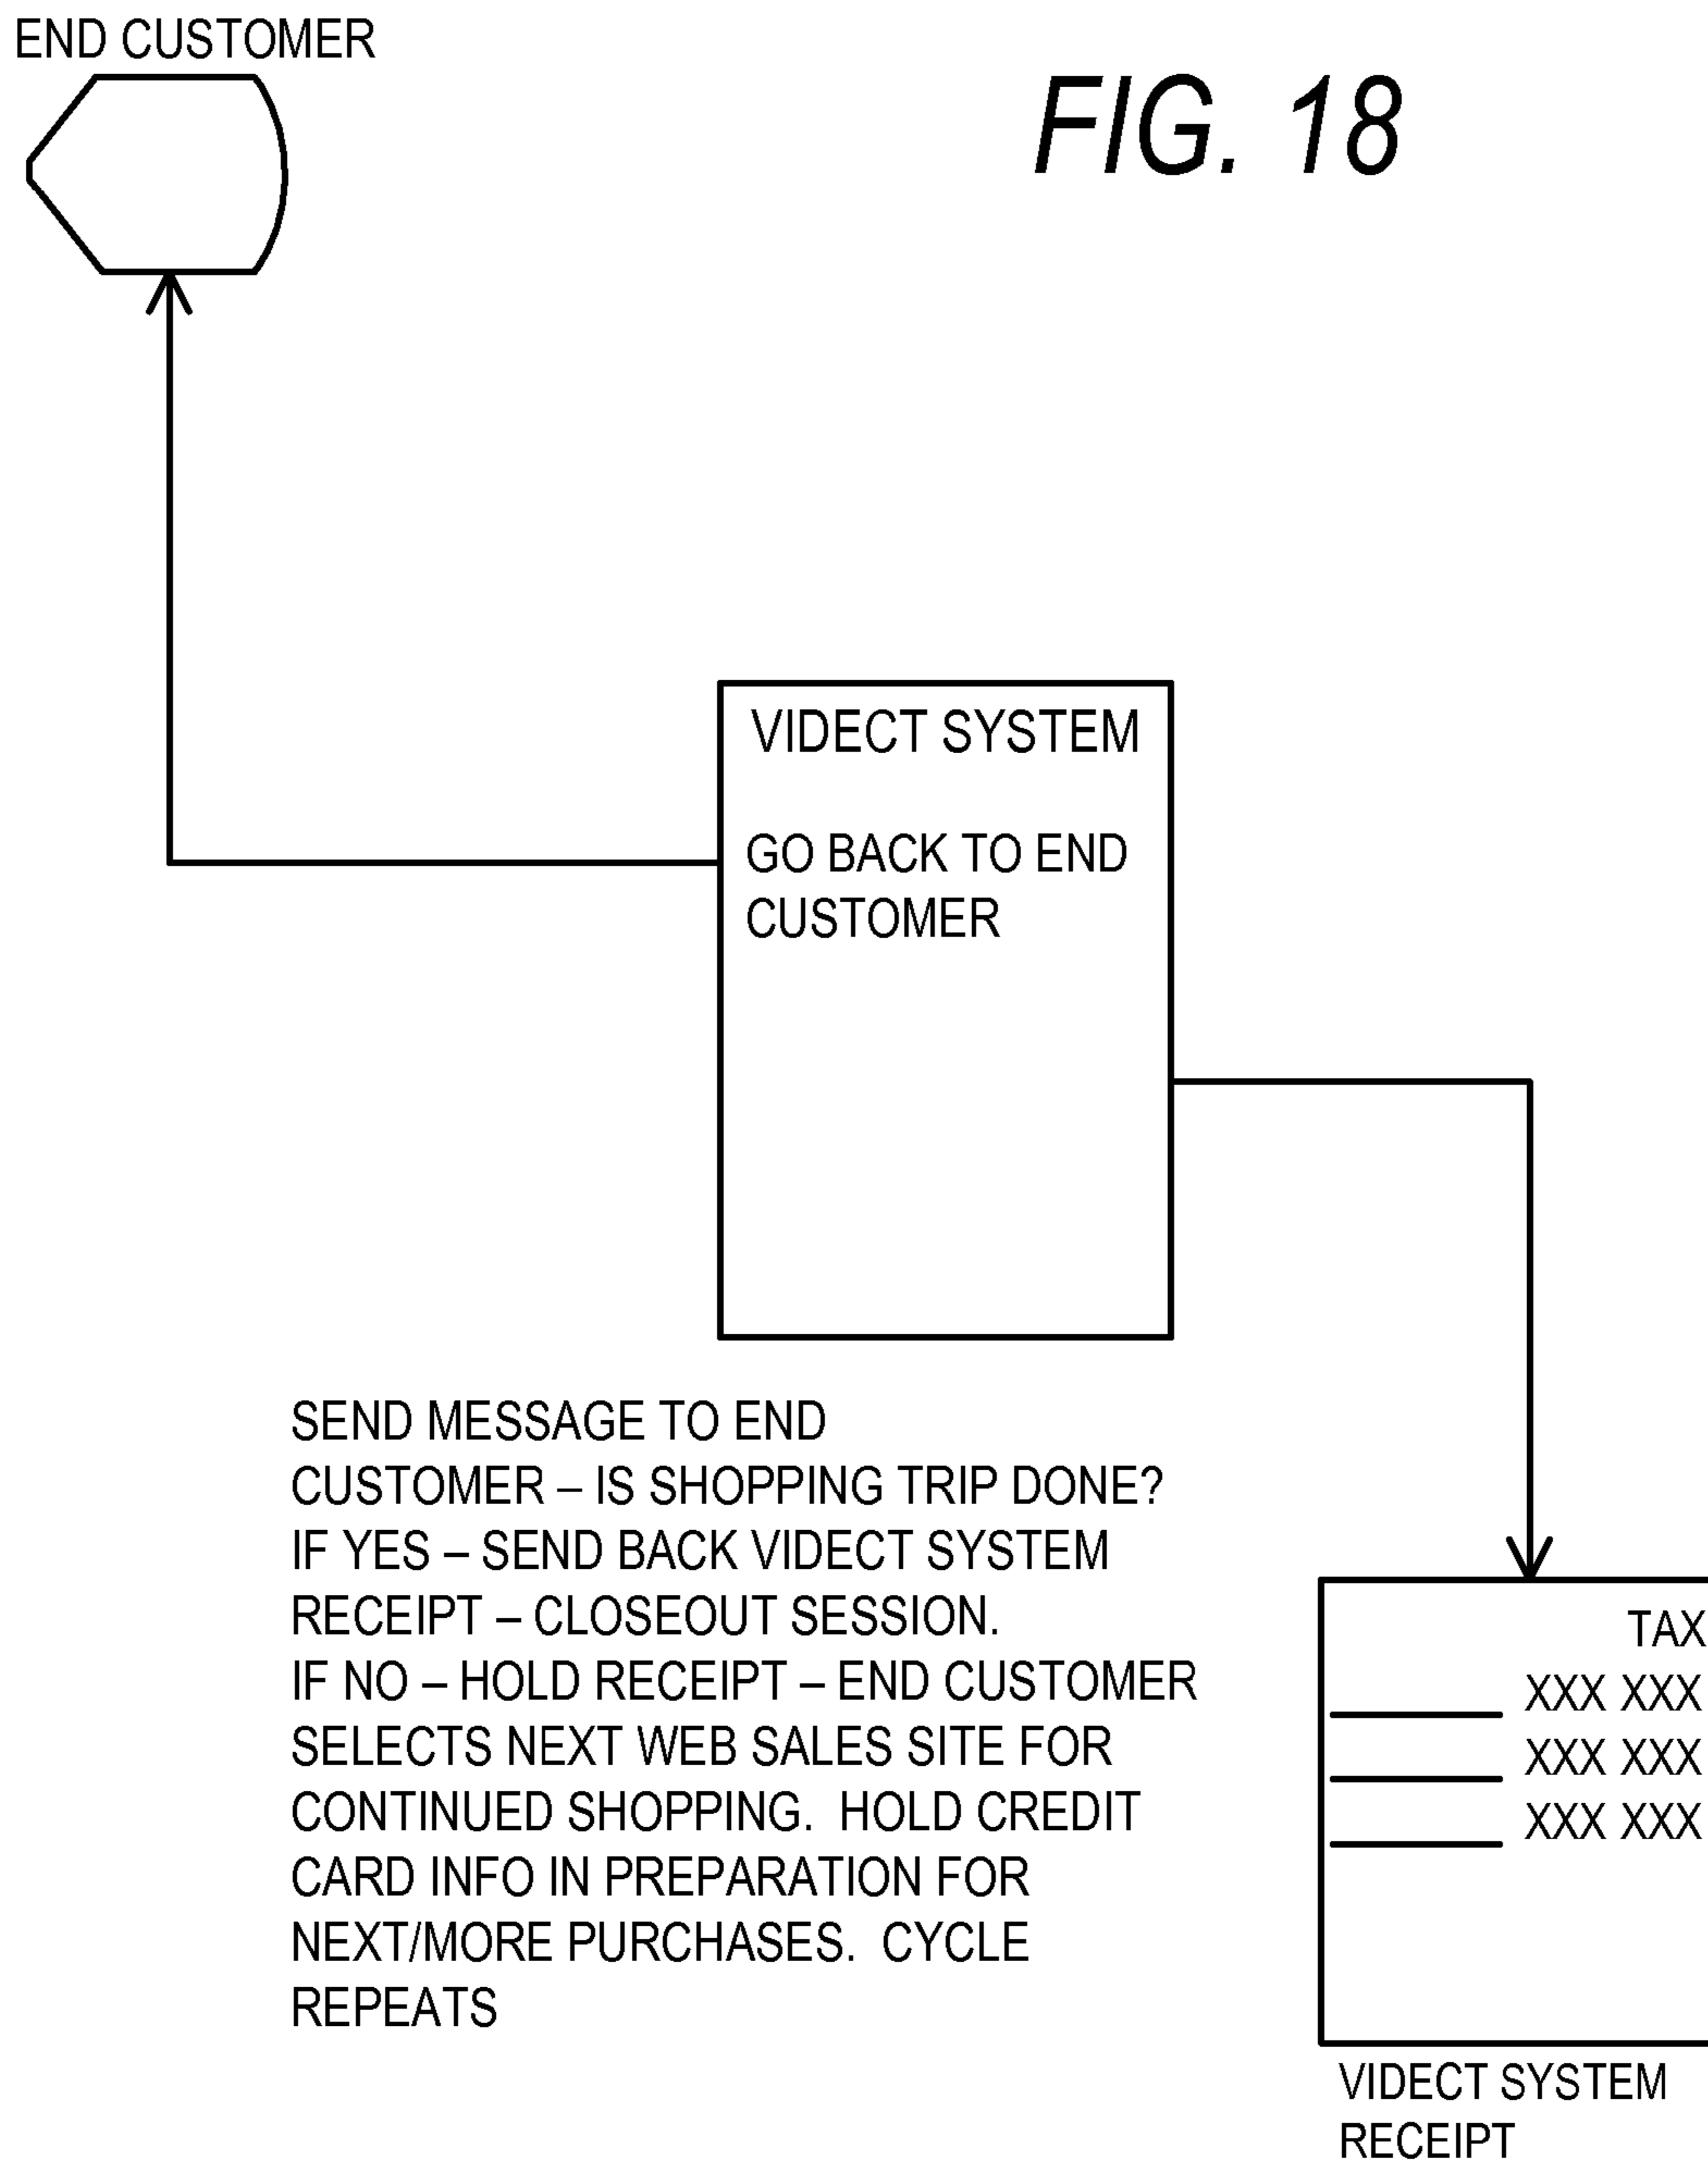 END CUSTOMER
FIG. 18
VIDECT SYSTEM
GO BACK TO END
CUSTOMER
SEND MESSAGE TO END
CUSTOMER – IS SHOPPING TRIP DONE?
IF YES – SEND BACK VIDECT SYSTEM
RECEIPT – CLOSEOUT SESSION.
IF NO – HOLD RECEIPT – END CUSTOMER
SELECTS NEXT WEB SALES SITE FOR
CONTINUED SHOPPING. HOLD CREDIT
CARD INFO IN PREPARATION FOR
NEXT/MORE PURCHASES. CYCLE
REPEATS
TAX
XXX XXX
XXX XXX
XXX XXX
VIDECT SYSTEM
RECEIPT